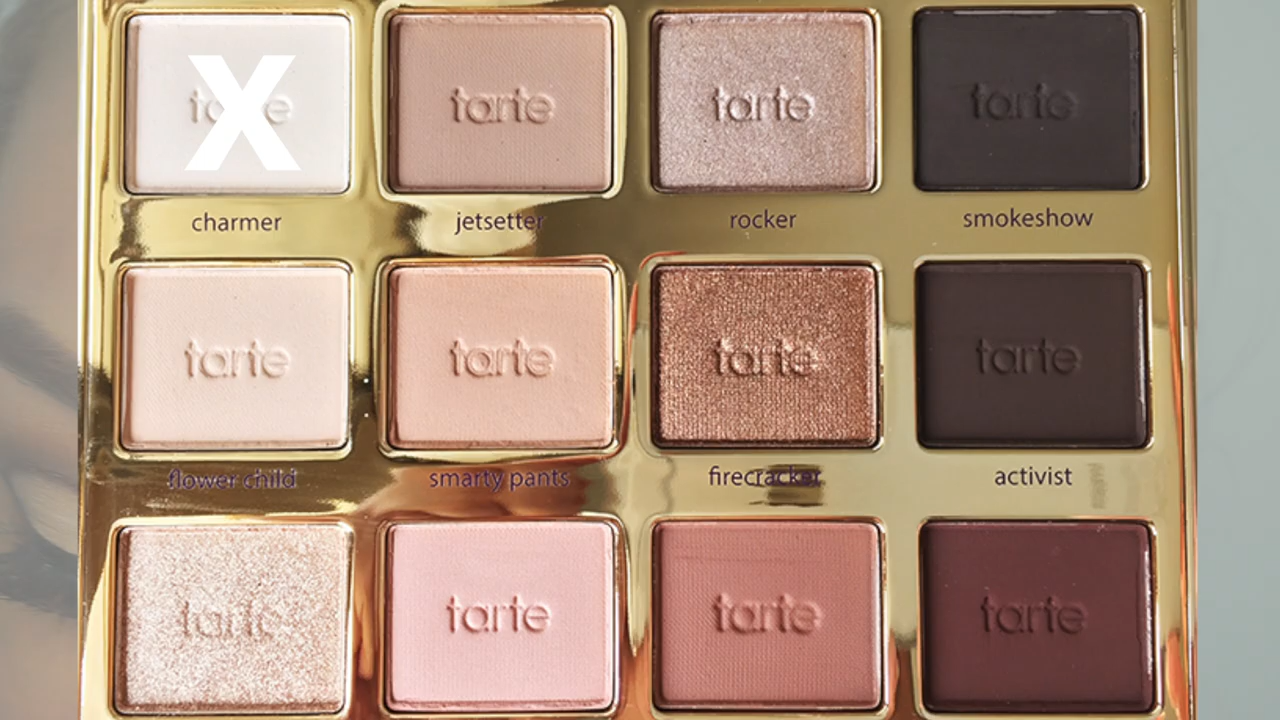 X tarte tarte tarte
charmer jetsetter rocker smokeshow
tarte tarte tarte tarte
flower child smarty pants firecracker activist
tarte tarte tarte tarte